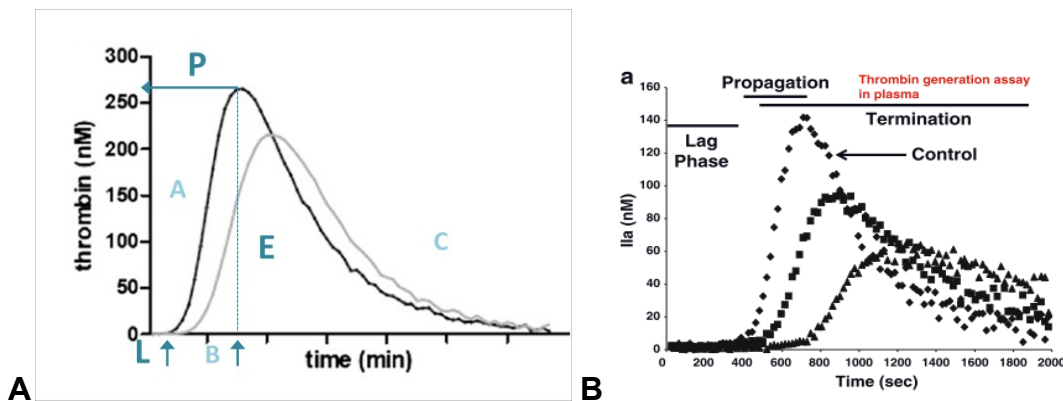 300
250
200
150
100
50
0
thrombin (nM)
P
A
E
C
L
B
time (min)
A
a
Propagation
Thrombin generation assay
in plasma
Termination
Lag
Phase
Control
160
140
120
100
80
60
40
20
0
IIa (nM)
0 200 400 600 800 1000 1200 1400 1600 1800 2000
Time (sec)
B